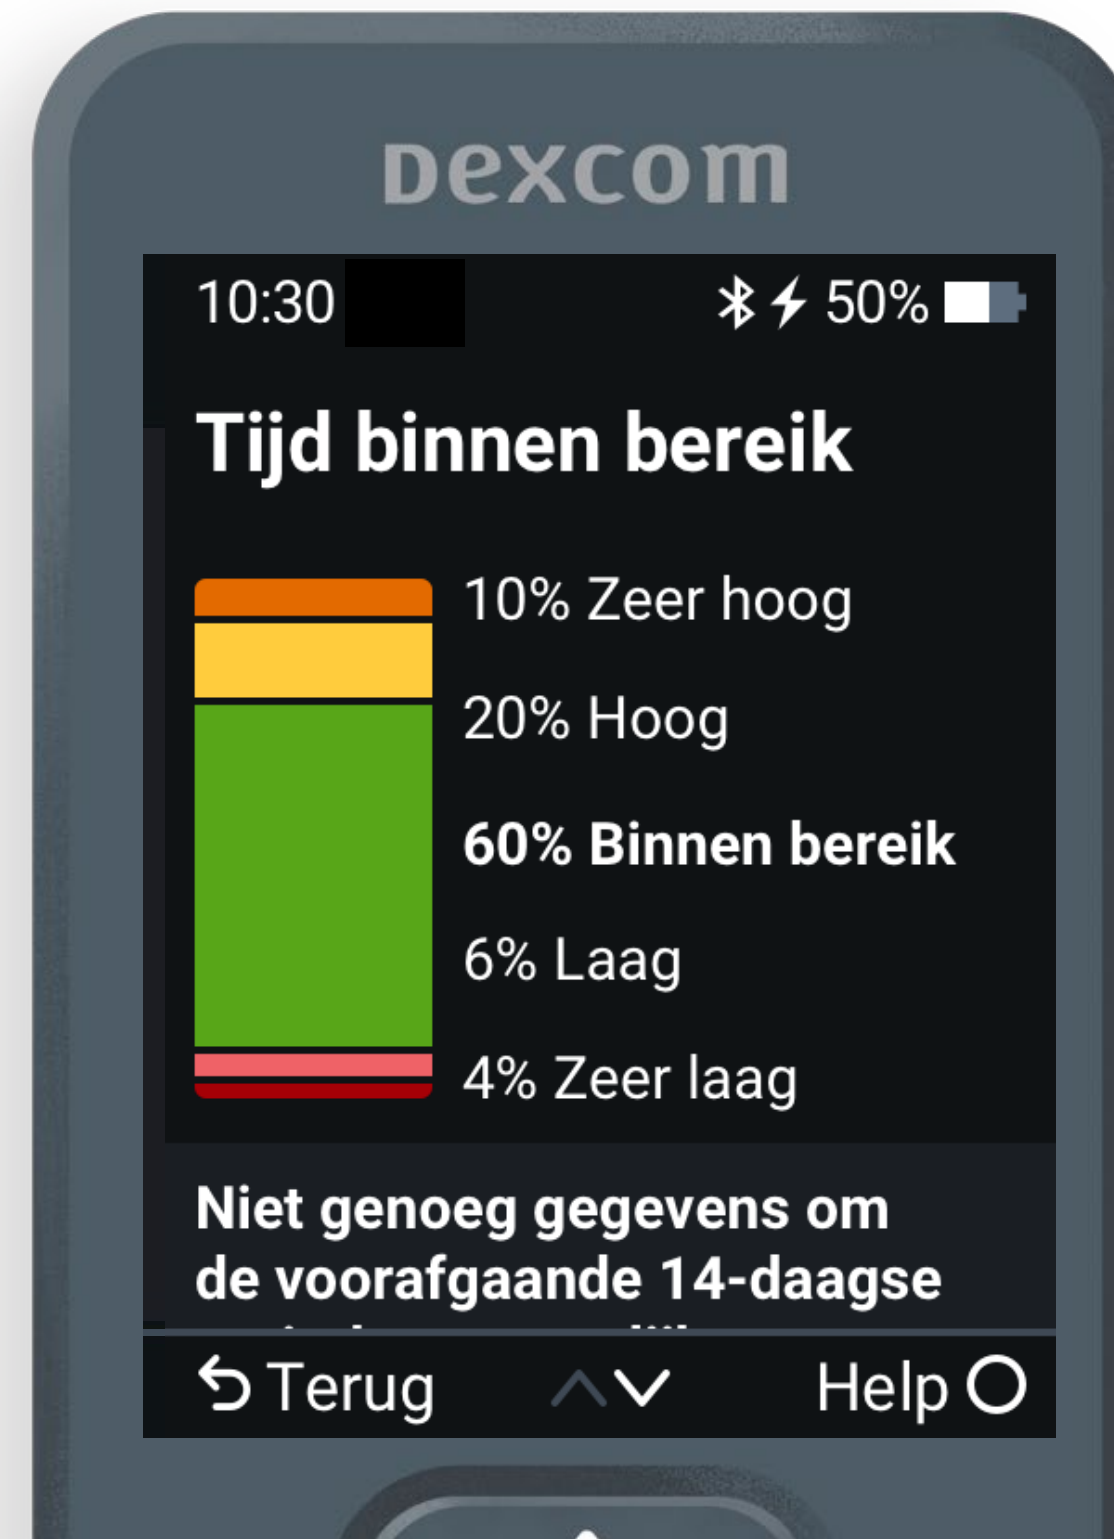 Dexcom
10:30 50%
Tijd binnen bereik
10% Zeer hoog
20% Hoog
60% Binnen bereik
6% Laag
4% Zeer laag
Niet genoeg gegevens om
de voorafgaande 14-daagse
Terug Help